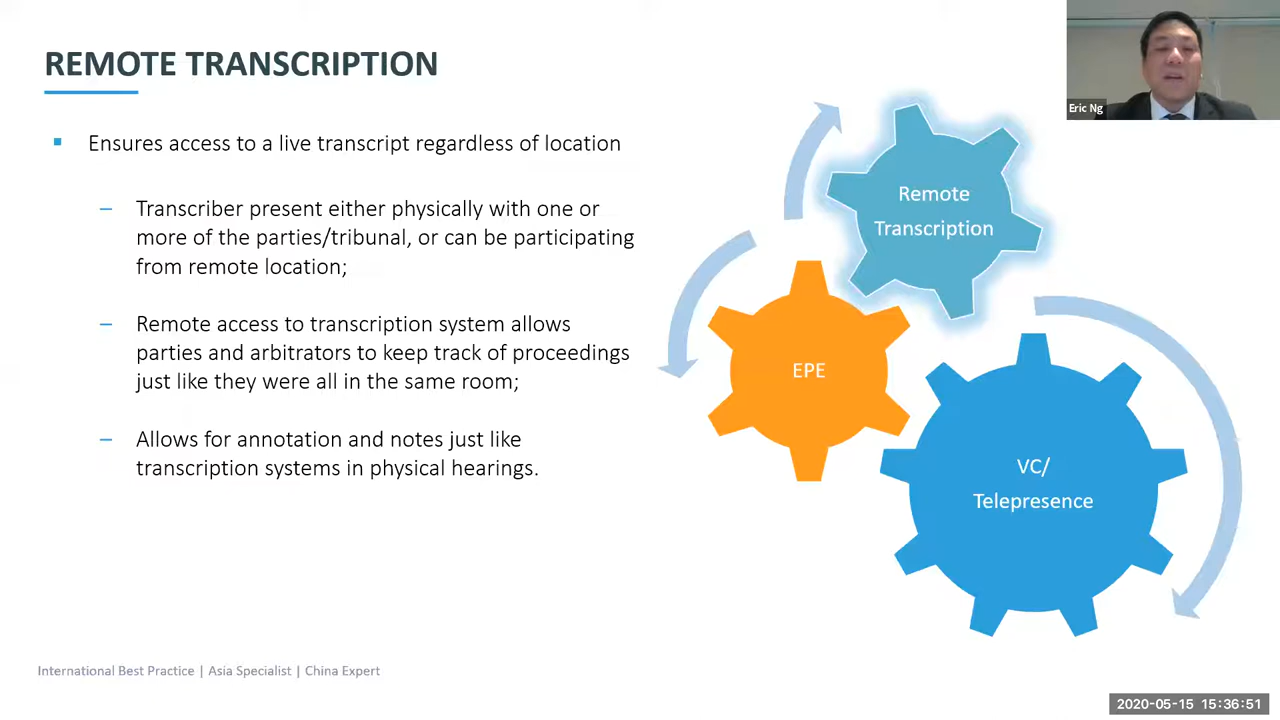 REMOTE TRANSCRIPTION
Eric Ng
▪ Ensures access to a live transcript regardless of location
– Transcriber present either physically with one or
more of the parties/tribunal, or can be participating
from remote location;
– Remote access to transcription system allows
parties and arbitrators to keep track of proceedings
just like they were all in the same room;
– Allows for annotation and notes just like
transcription systems in physical hearings.
Remote
Transcription
EPE
VC/
Telepresence
International Best Practice | Asia Specialist | China Expert
2020-05-15 15:36:51